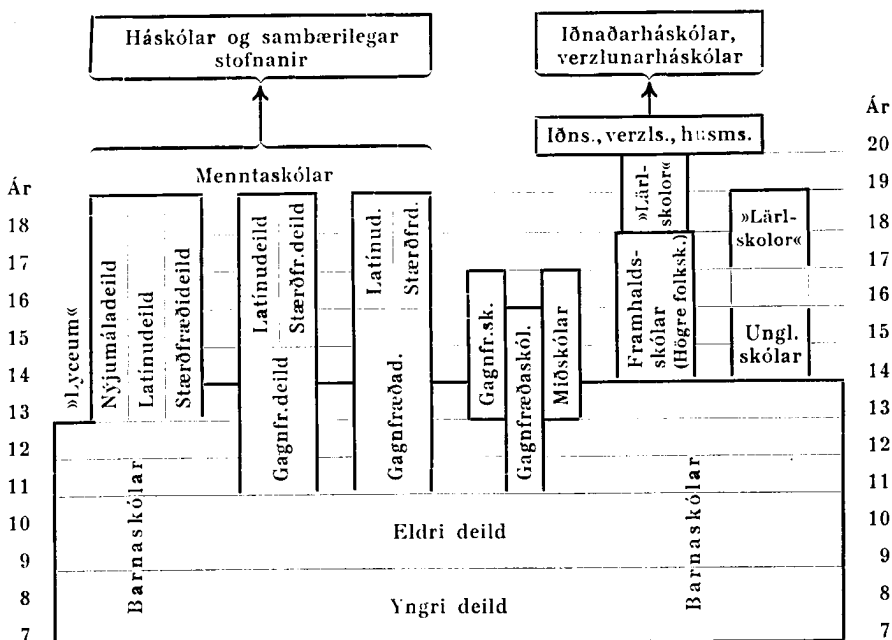 Háskólar og sambærilegar
stofnanir
Iðnaðarháskólar,
verzlunarháskólar
Iðns., verzls., husms.
Menntaskólar
Ár
18
17
16
15
14
13
12
11
10
9
8
7
»Lyceum«
Nýjumáladeild
Latínudeild
Stærðfræðideild
Latínudeild
Stærðfr.deild
Gagnfr.deild
Latínud.
Stærðfrd.
Gagnfræðad.
Gagnfr.sk.
Gagnfræðaskól.
Miðskólar
»Lärl-
skolor«
Framhalds-
skólar
(Högre folksk.)
»Lärl-
skolor«
Ungl.
skólar
Barnaskólar
Eldri deild
Yngri deild
Barnaskólar
Ár
20
19
18
17
16
15
14
13
12
11
10
9
8
7